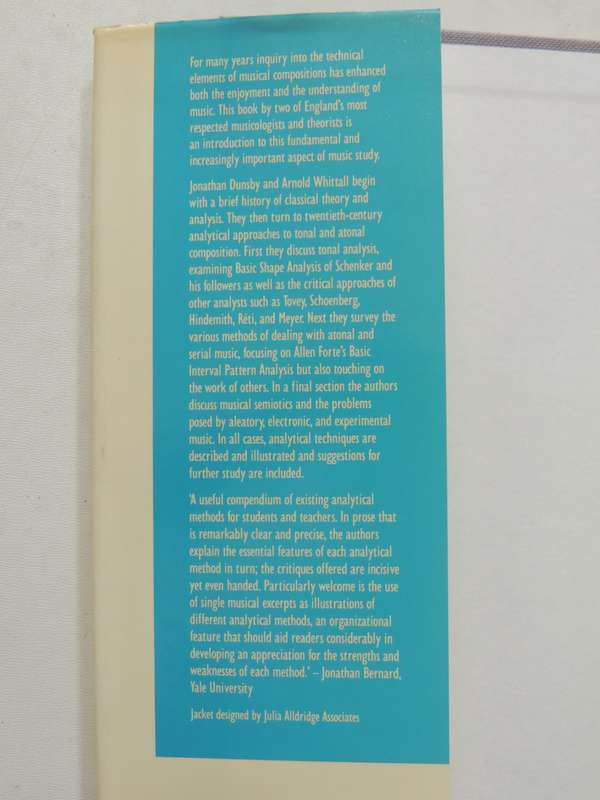 For many years inquiry into the technical
elements of musical compositions has enhanced
both the enjoyment and the understanding of
music. This book by two of England's most
respected musicologists and theorists is
an introduction to this fundamental and
increasingly important aspect of music study.
Jonathan Dunsby and Arnold Whittall begin
with a brief history of classical theory and
analysis. They then turn to twentieth-century
analytical approaches to tonal and atonal
composition. First they discuss tonal analysis,
examining Basic Shape Analysis of Schenker and
his followers as well as the critical approaches of
other analysts such as Tovey, Schoenberg,
Hindemith, Réti, and Meyer. Next they survey the
various methods of dealing with atonal and
serial music, focusing on Allen Forte's Basic
Interval Pattern Analysis but also touching on
the work of others. In a final section the authors
discuss musical semiotics and the problems
posed by aleatory, electronic, and experimental
music. In all cases, analytical techniques are
described and illustrated and suggestions for
further study are included.
'A useful compendium of existing analytical
methods for students and teachers. In prose that
is remarkably clear and precise, the authors
explain the essential features of each analytical
method in turn; the critiques offered are incisive
yet even handed. Particularly welcome is the use
of single musical excerpts as illustrations of
different analytical methods, an organizational
feature that should aid readers considerably in
developing an appreciation for the strengths and
weaknesses of each method.' – Jonathan Bernard,
Yale University
Jacket designed by Julia Alldridge Associates